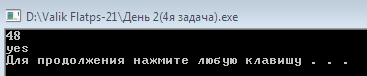 D:\Valik Flatps-21\День 2(4я задача).exe
48
yes
Для продолжения нажмите любую клавишу . . .